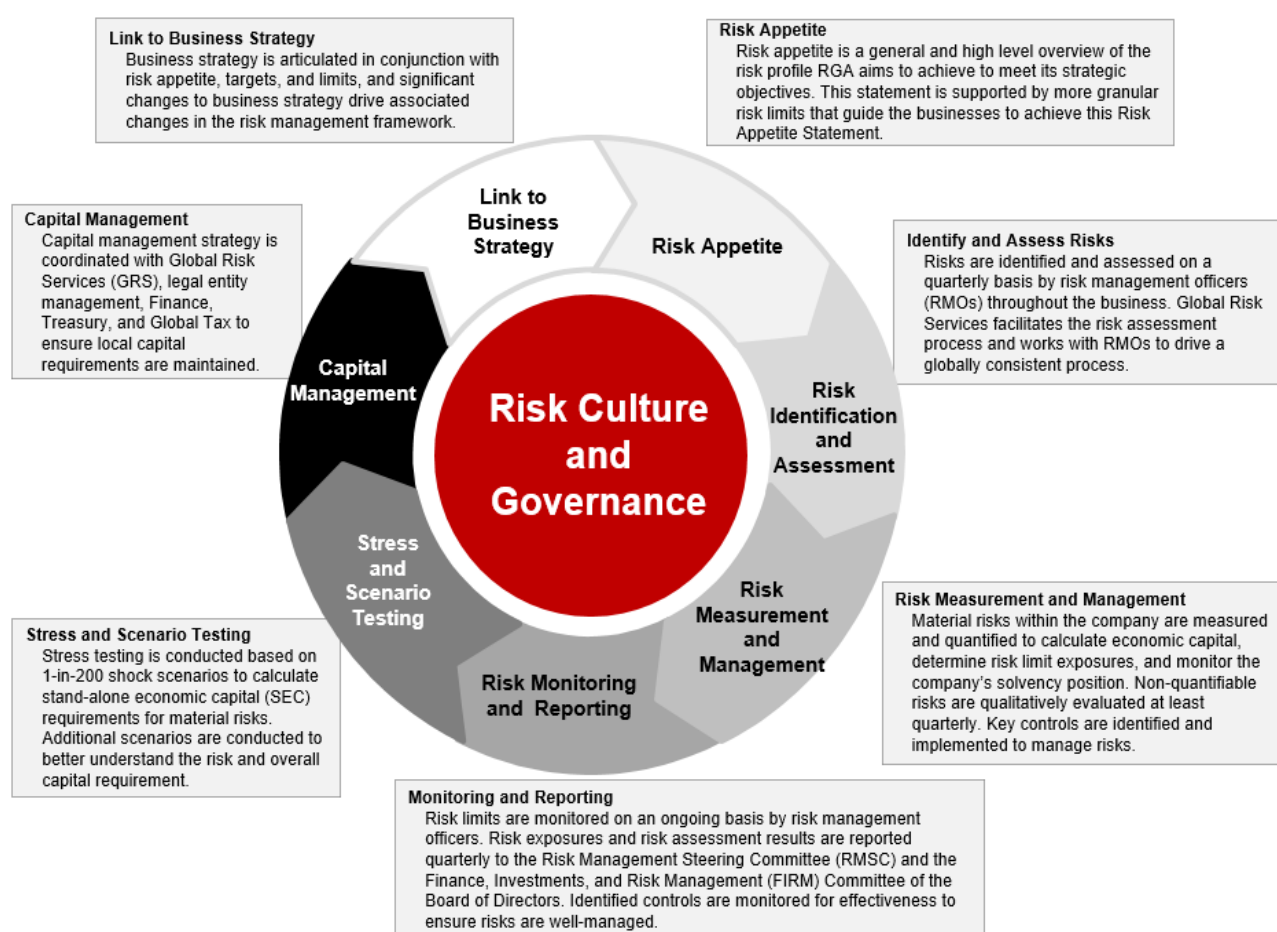 Link to Business Strategy
Business strategy is articulated in conjunction with
risk appetite, targets, and limits, and significant
changes to business strategy drive associated
changes in the risk management framework.
Risk Appetite
Risk appetite is a general and high level overview of the
risk profile RGA aims to achieve to meet its strategic
objectives. This statement is supported by more granular
risk limits that guide the businesses to achieve this Risk
Appetite Statement.
Capital Management
Capital management strategy is
coordinated with Global Risk
Services (GRS), legal entity
management, Finance,
Treasury, and Global Tax to
ensure local capital
requirements are maintained.
Identify and Assess Risks
Risks are identified and assessed on a
quarterly basis by risk management officers
(RMOs) throughout the business. Global Risk
Services facilitates the risk assessment
process and works with RMOs to drive a
globally consistent process.
Link to
Business
Strategy
Risk Appetite
Risk
Identification
and
Assessment
Risk
Measurement
and
Management
Risk Monitoring
and Reporting
Stress
and
Scenario
Testing
Capital
Management
Risk Culture
and
Governance
Risk Measurement and Management
Material risks within the company are measured
and quantified to calculate economic capital,
determine risk limit exposures, and monitor the
company's solvency position. Non-quantifiable
risks are qualitatively evaluated at least
quarterly. Key controls are identified and
implemented to manage risks.
Stress and Scenario Testing
Stress testing is conducted based on
1-in-200 shock scenarios to calculate
stand-alone economic capital (SEC)
requirements for material risks.
Additional scenarios are conducted to
better understand the risk and overall
capital requirement.
Monitoring and Reporting
Risk limits are monitored on an ongoing basis by risk management
officers. Risk exposures and risk assessment results are reported
quarterly to the Risk Management Steering Committee (RMSC) and the
Finance, Investments, and Risk Management (FIRM) Committee of the
Board of Directors. Identified controls are monitored for effectiveness to
ensure risks are well-managed.